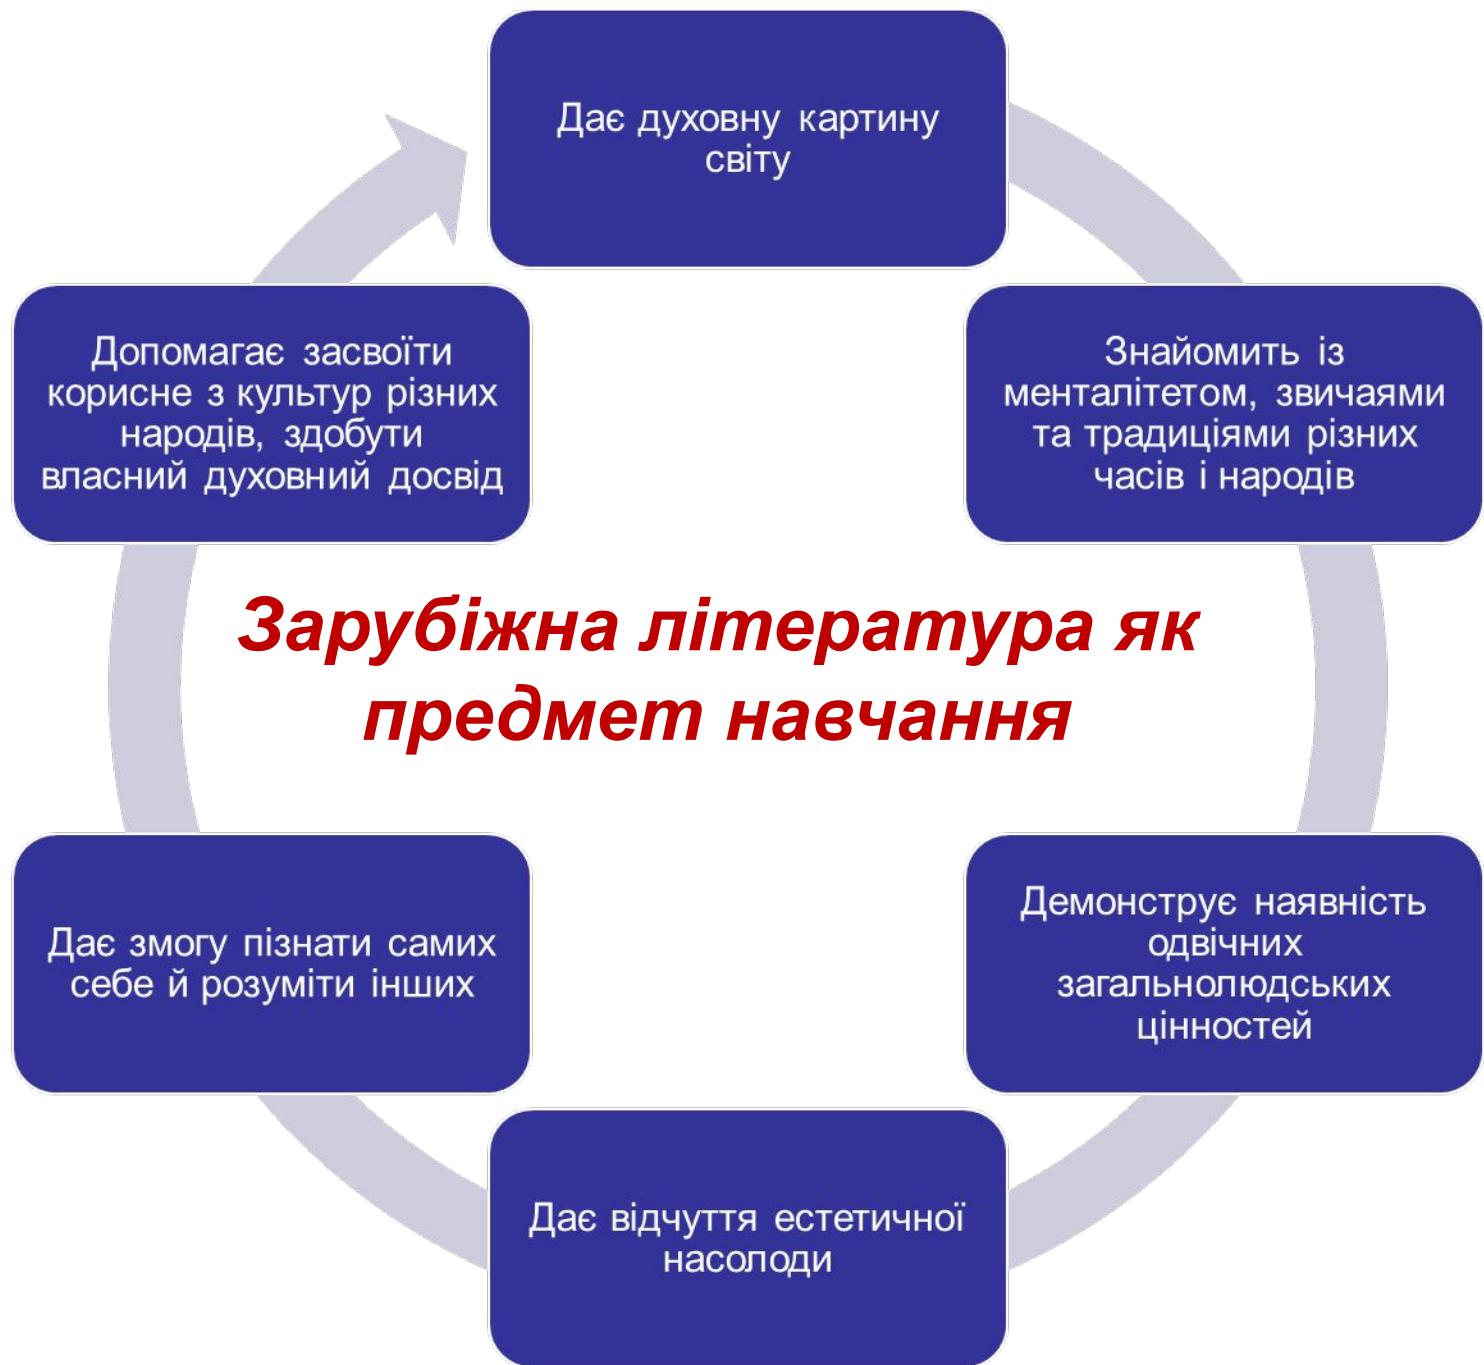 Дає духовну картину
світу
Знайомить із
менталітетом, звичаями
та традиціями різних
часів і народів
Демонструє наявність
одвічних
загальнолюдських
цінностей
Дає відчуття естетичної
насолоди
Дає змогу пізнати самих
себе й розуміти інших
Допомагає засвоїти
корисне з культур різних
народів, здобути
власний духовний досвід
Зарубіжна література як
предмет навчання